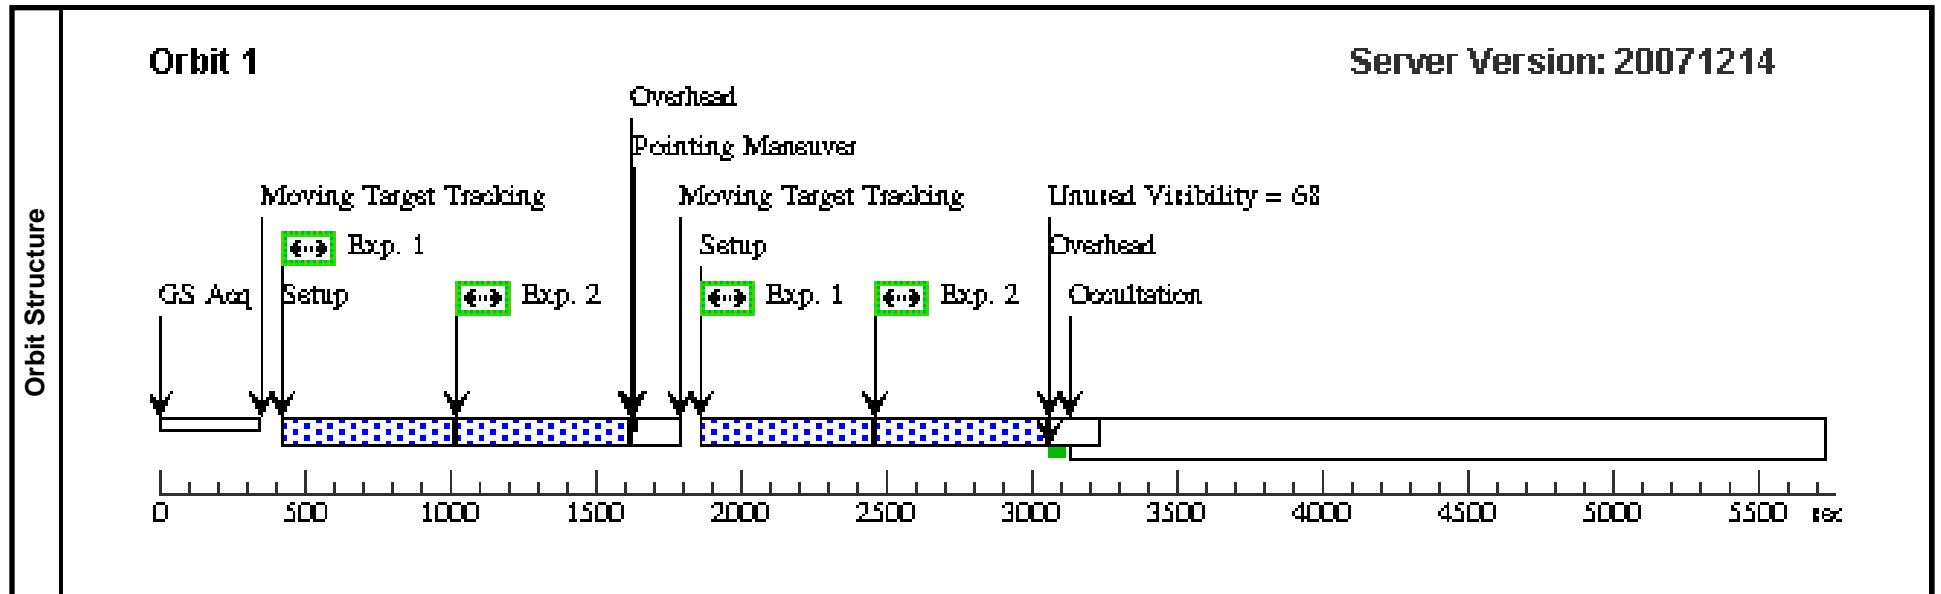 Orbit Structure
Orbit 1
Server Version: 20071214
Overhead
Pointing Maneuver
Moving Target Tracking
Moving Target Tracking
Unused Visibility = 68
Exp. 1
Setup
Overhead
GS Acq
Setup
Exp. 2
Exp. 1
Exp. 2
Occultation
0 500 1000 1500 2000 2500 3000 3500 4000 4500 5000 5500 sec